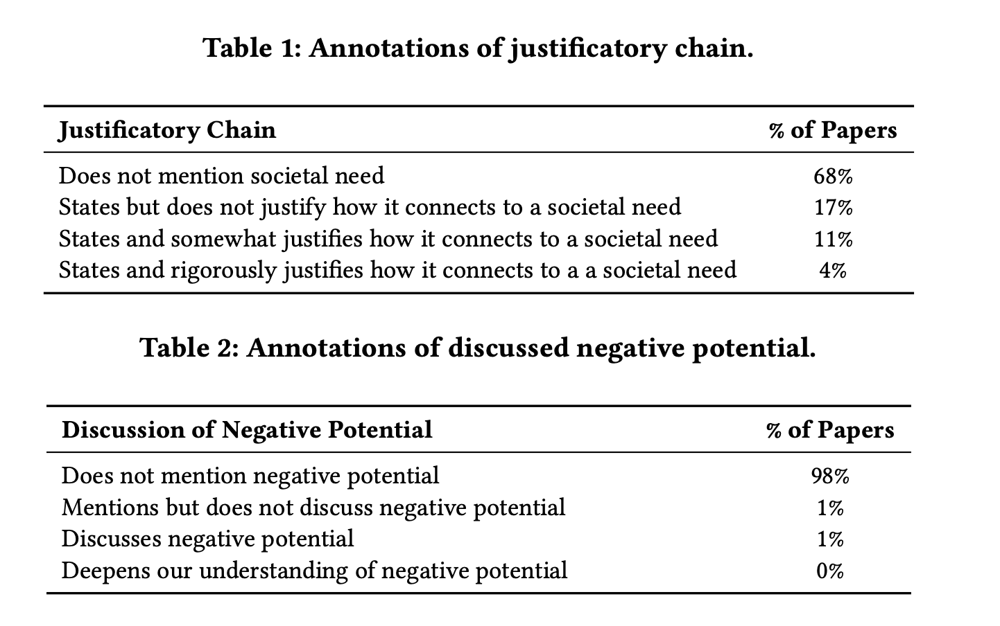 Table 1: Annotations of justificatory chain.
Justificatory Chain % of Papers
Does not mention societal need 68%
States but does not justify how it connects to a societal need 17%
States and somewhat justifies how it connects to a societal need 11%
States and rigorously justifies how it connects to a a societal need 4%
Table 2: Annotations of discussed negative potential.
Discussion of Negative Potential % of Papers
Does not mention negative potential 98%
Mentions but does not discuss negative potential 1%
Discusses negative potential 1%
Deepens our understanding of negative potential 0%